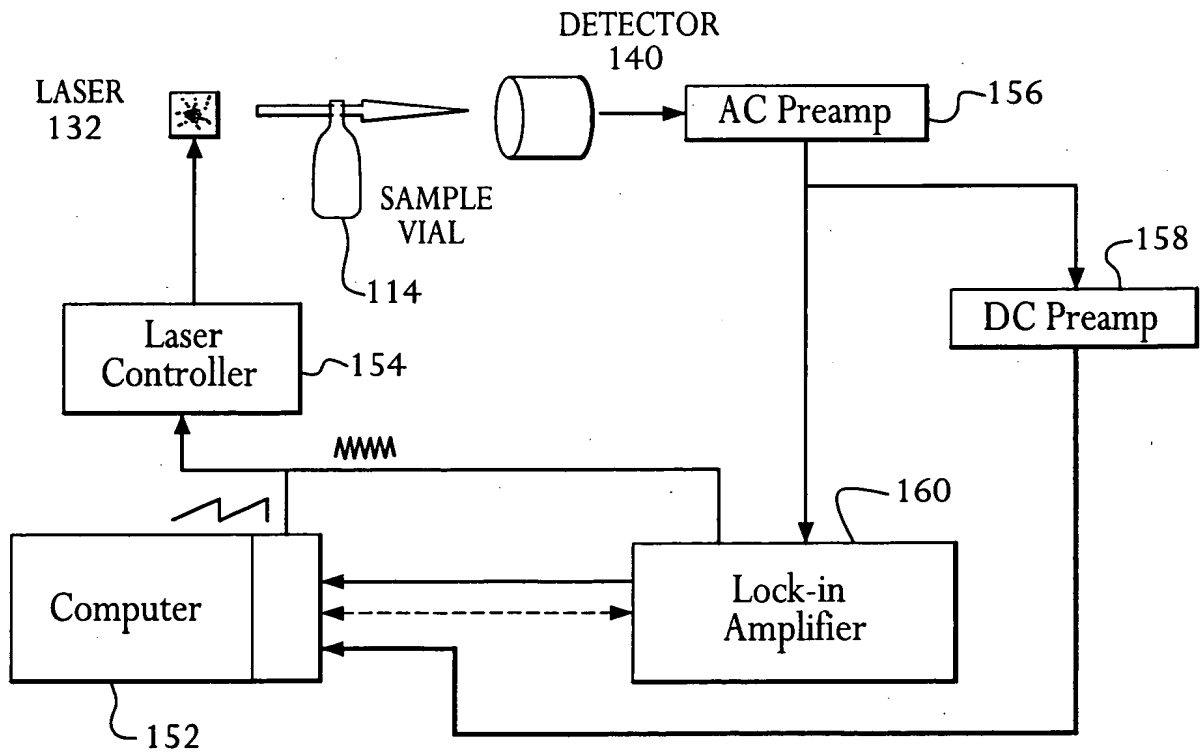 DETECTOR
140
LASER
132
AC Preamp
156
SAMPLE
VIAL
114
158
DC Preamp
Laser
Controller
154
160
Computer
Lock-in
Amplifier
152